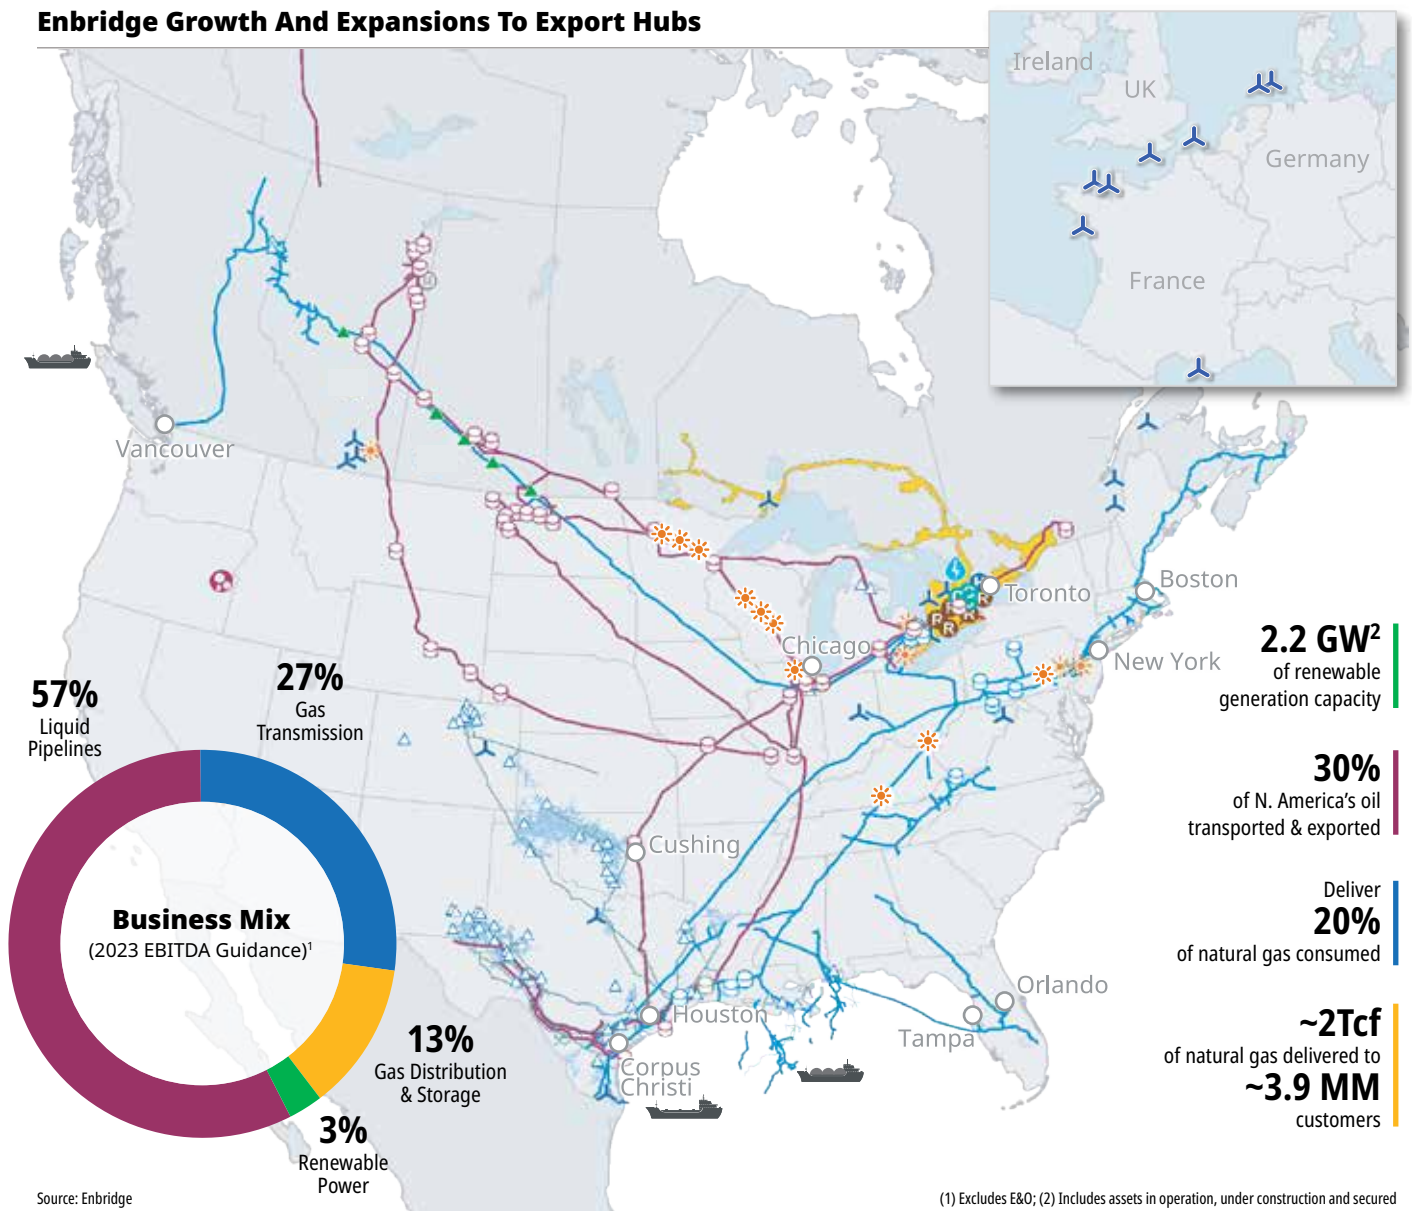 Enbridge Growth And Expansions To Export Hubs
Ireland
UK
Germany
France
Vancouver
Toronto
Boston
Chicago
New York
Cushing
Houston
Corpus
Christi
Orlando
Tampa
R
R
R
R
57%
Liquid
Pipelines
27%
Gas
Transmission
Business Mix
(2023 EBITDA Guidance)¹
13%
Gas Distribution
& Storage
3%
Renewable
Power
2.2 GW²
of renewable
generation capacity
30%
of N. America's oil
transported & exported
Deliver
20%
of natural gas consumed
~2Tcf
of natural gas delivered to
~3.9 MM
customers
Source: Enbridge
(1) Excludes E&O; (2) Includes assets in operation, under construction and secured